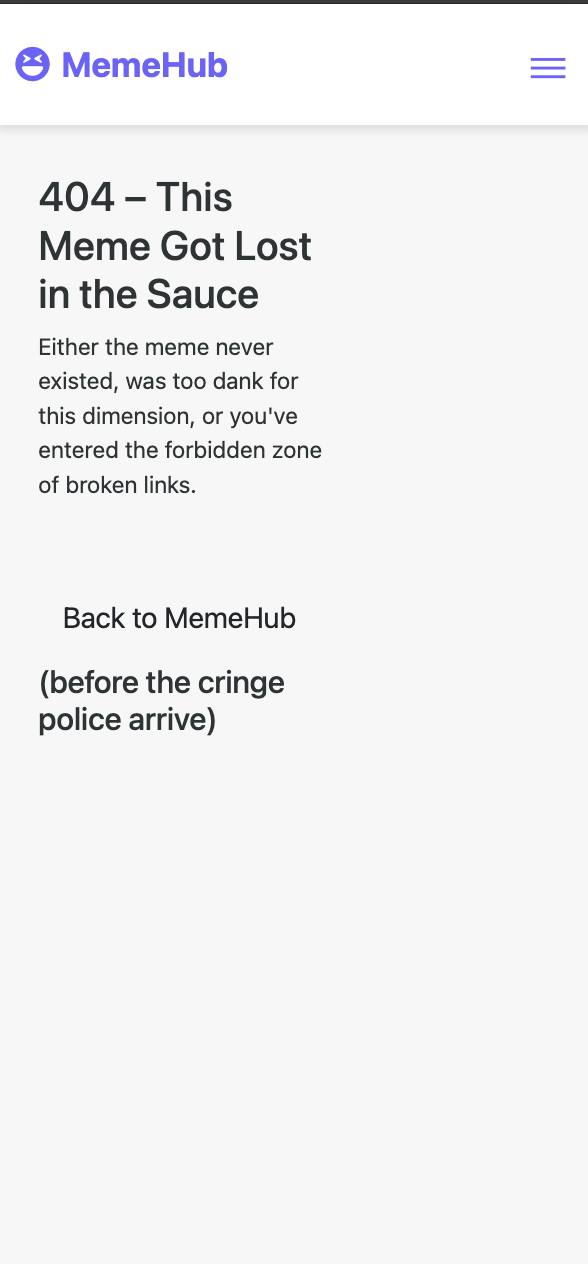 MemeHub
404 – This
Meme Got Lost
in the Sauce
Either the meme never
existed, was too dank for
this dimension, or you've
entered the forbidden zone
of broken links.
Back to MemeHub
(before the cringe
police arrive)